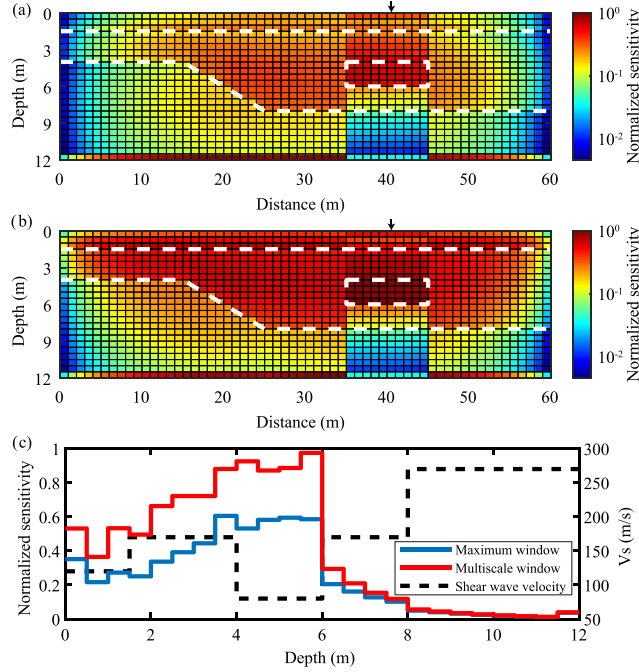 (a)
0
3
6
9
12
Depth (m)
0 10 20 30 40 50 60
Distance (m)
10^0
10^-1
10^-2
Normalized sensitivity
(b)
0
3
6
9
12
Depth (m)
0 10 20 30 40 50 60
Distance (m)
10^0
10^-1
10^-2
Normalized sensitivity
(c)
1
0.8
0.6
0.4
0.2
0
Normalized sensitivity
0 2 4 6 8 10 12
Depth (m)
300
250
200
150
100
50
Vs (m/s)
Maximum window
Multiscale window
Shear wave velocity